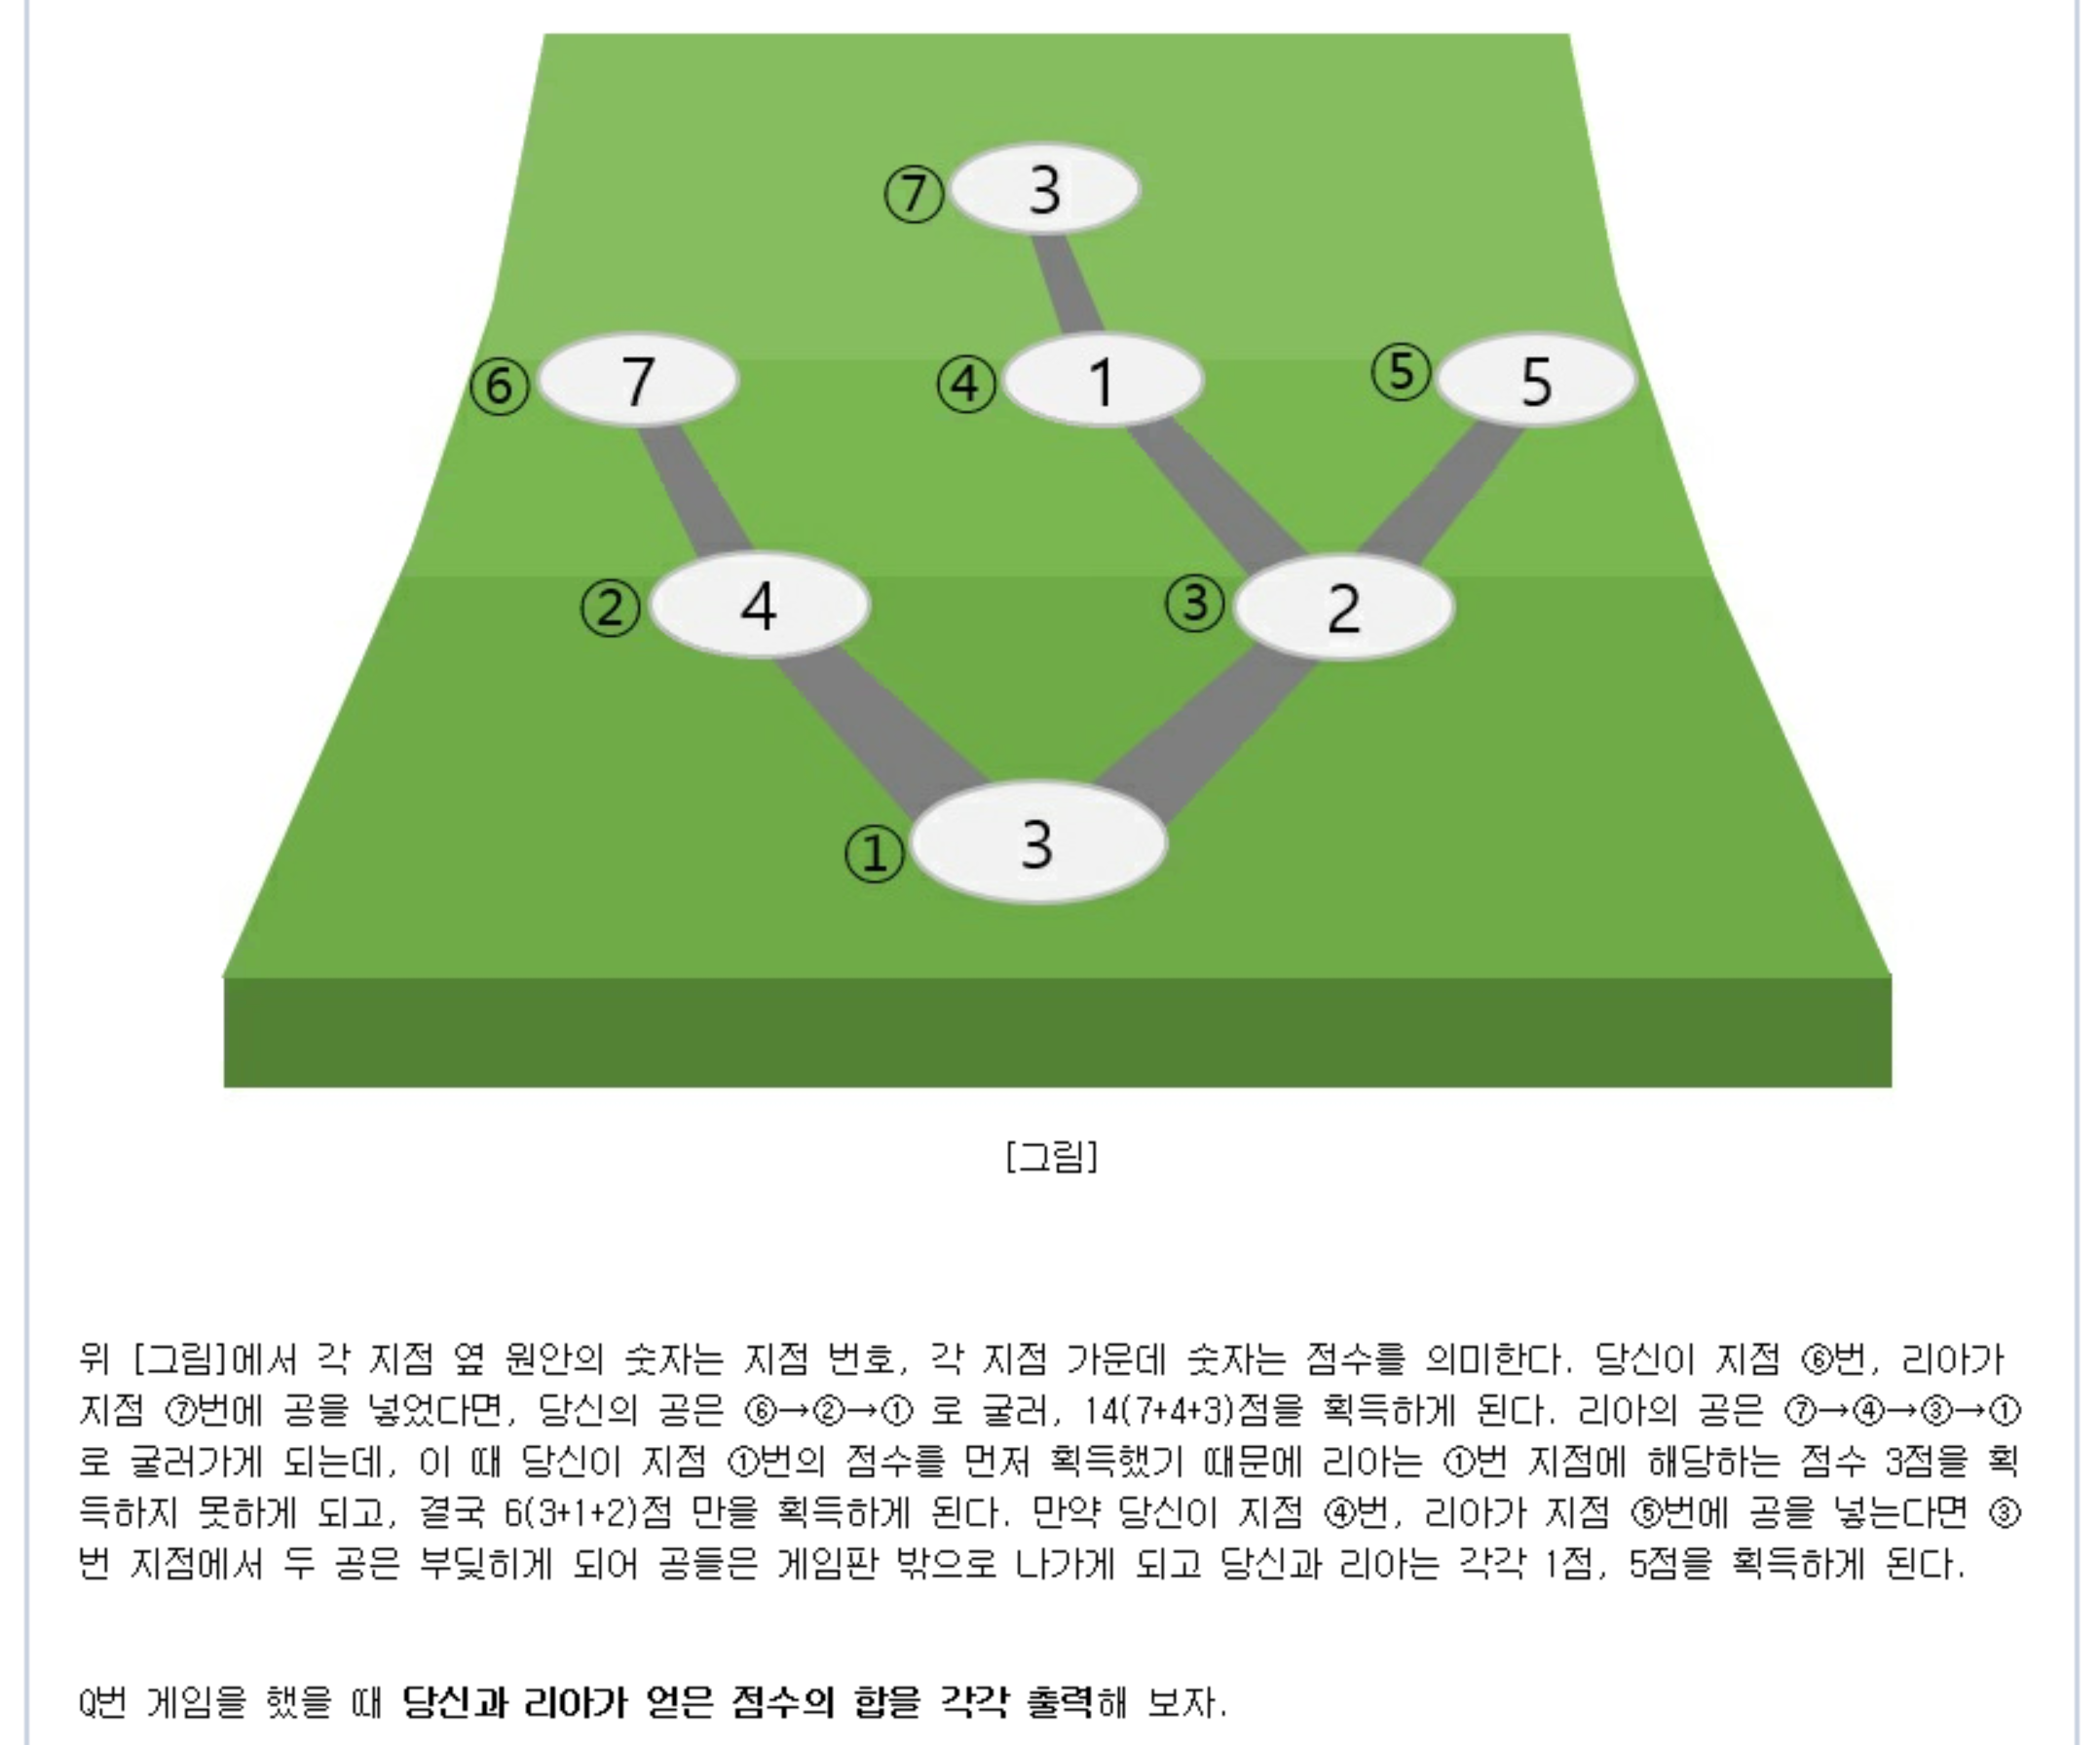 ⑦ 3
⑥ 7 ④ 1 ⑤ 5
② 4 ③ 2
① 3
[그림]
위 [그림]에서 각 지점 옆 원안의 숫자는 지점 번호, 각 지점 가운데 숫자는 점수를 의미한다. 당신이 지점 ⑥번, 리아가
지점 ⑦번에 공을 넣었다면, 당신의 공은 ⑥→②→① 로 굴러, 14(7+4+3)점을 획득하게 된다. 리아의 공은 ⑦→④→③→①
로 굴러가게 되는데, 이 때 당신이 지점 ①번의 점수를 먼저 획득했기 때문에 리아는 ①번 지점에 해당하는 점수 3점을 획
득하지 못하게 되고, 결국 6(3+1+2)점 만을 획득하게 된다. 만약 당신이 지점 ④번, 리아가 지점 ⑤번에 공을 넣는다면 ③
번 지점에서 두 공은 부딪히게 되어 공들은 게임판 밖으로 나가게 되고 당신과 리아는 각각 1점, 5점을 획득하게 된다.
Q번 게임을 했을 때 당신과 리아가 얻은 점수의 합을 각각 출력해 보자.